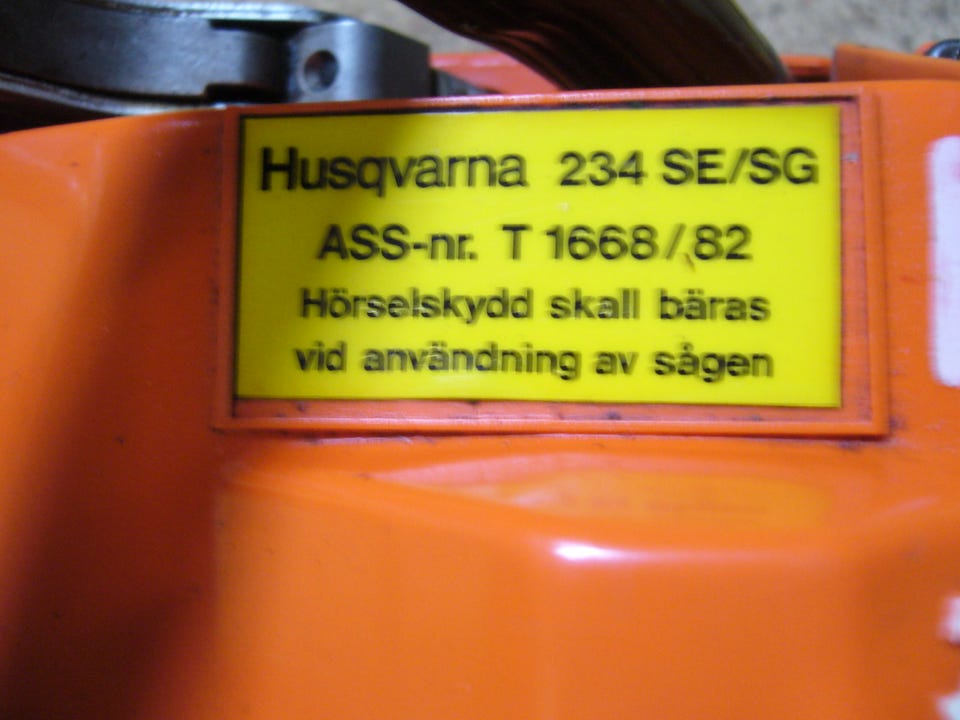 Husqvarna 234 SE/SG
ASS-nr. T 1668/82
Hörselskydd skall bäras
vid användning av sågen